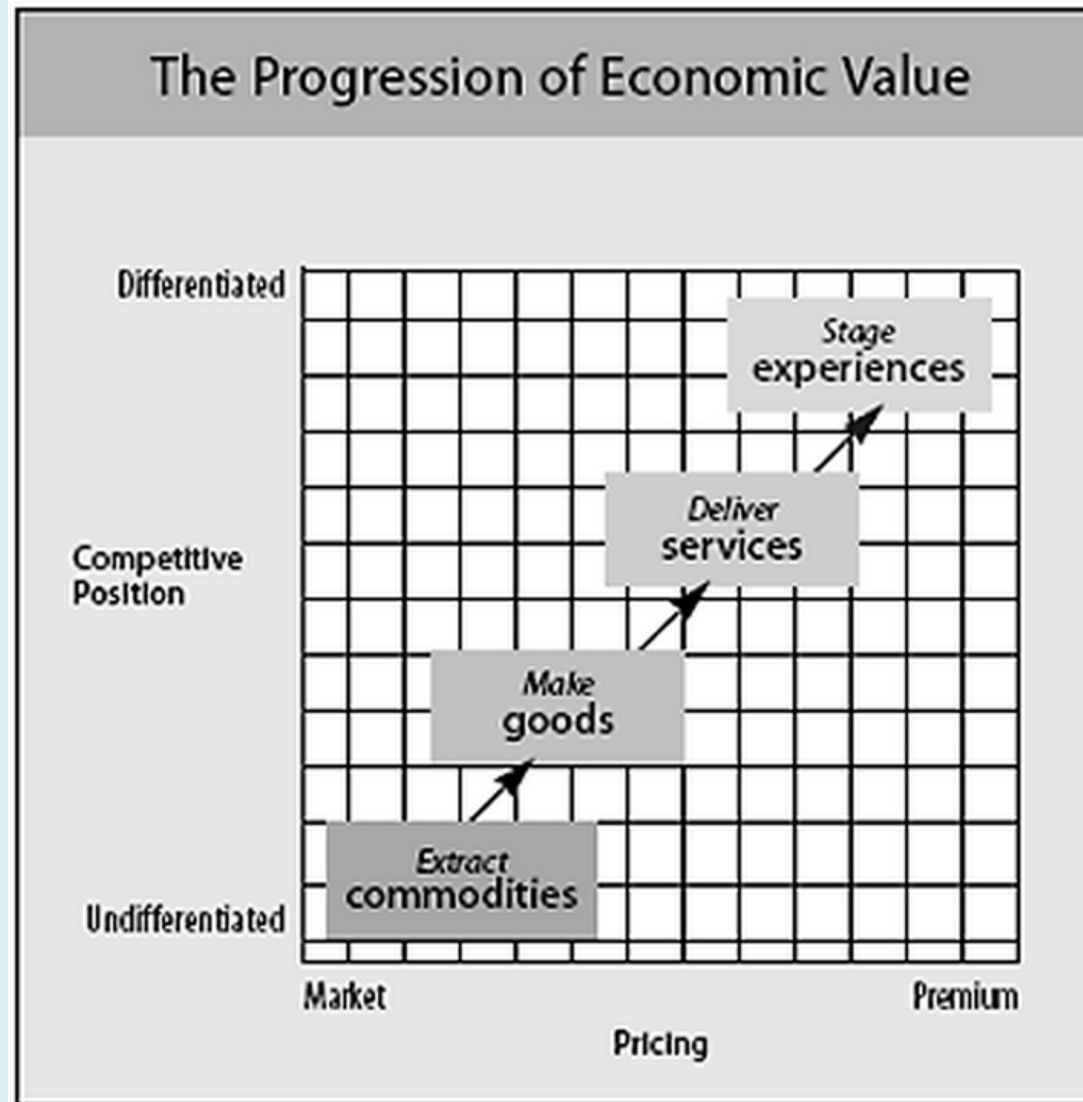 The Progression of Economic Value
Differentiated
Stage
experiences
Deliver
services
Competitive
Position
Make
goods
Extract
commodities
Undifferentiated
Market
Premium
Pricing